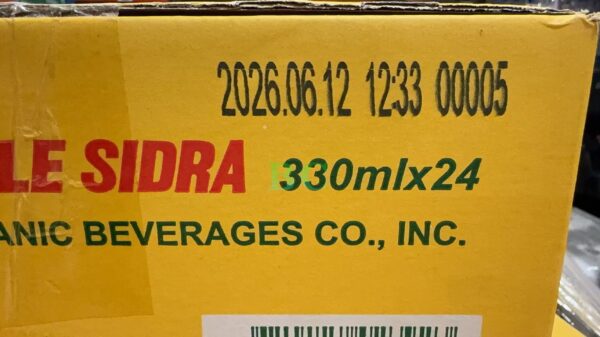 2026.06.12 12:33 00005
LE SIDRA 330mlx24
ANIC BEVERAGES CO., INC.